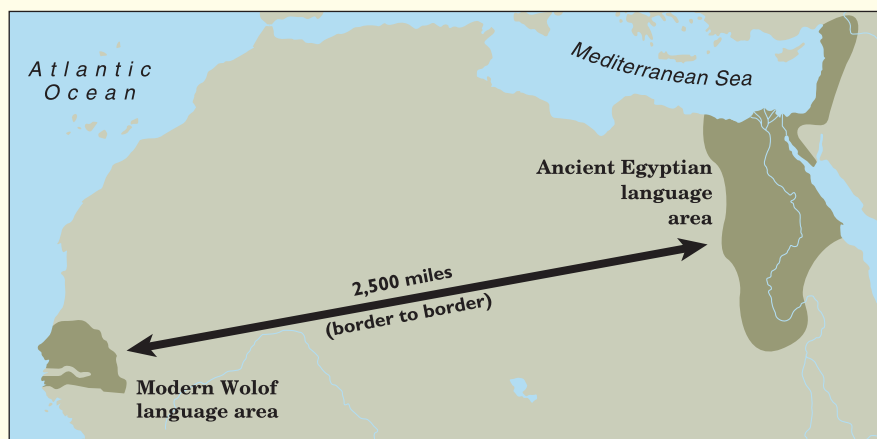 Atlantic
Ocean
Mediterranean Sea
Ancient Egyptian
language
area
2,500 miles
(border to border)
Modern Wolof
language area